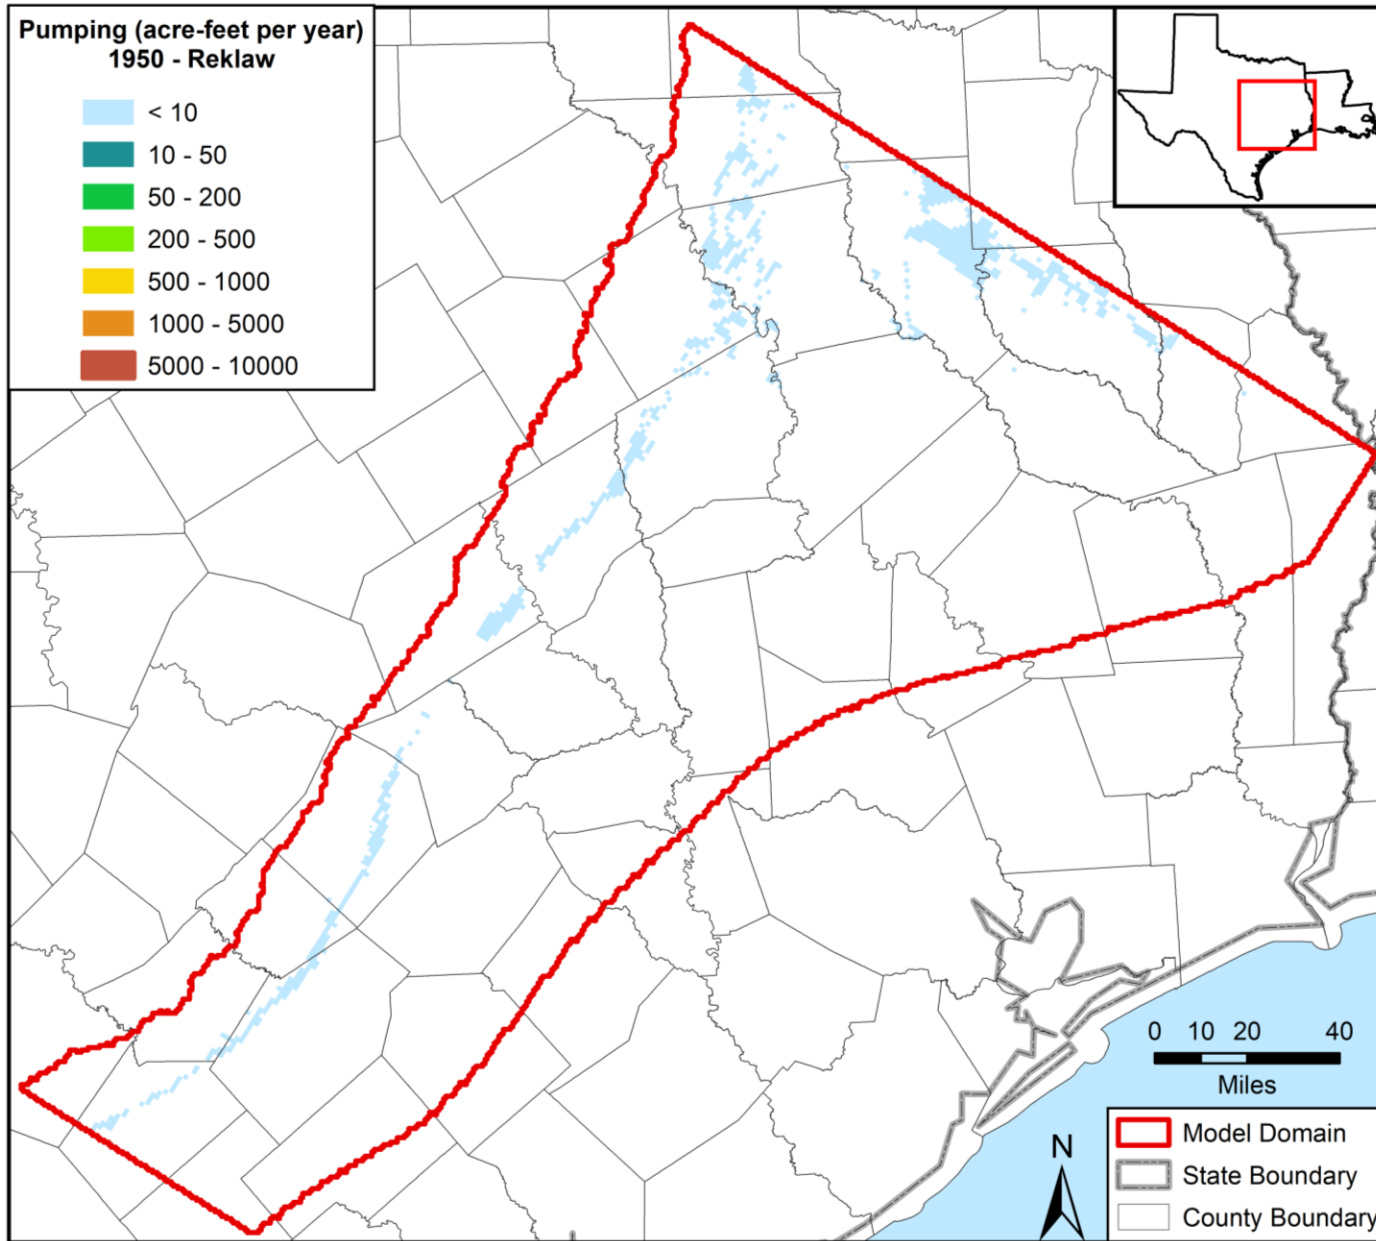 Pumping (acre-feet per year)
1950 - Reklaw
< 10
10 - 50
50 - 200
200 - 500
500 - 1000
1000 - 5000
5000 - 10000
0 10 20 40
Miles
N
Model Domain
State Boundary
County Boundary